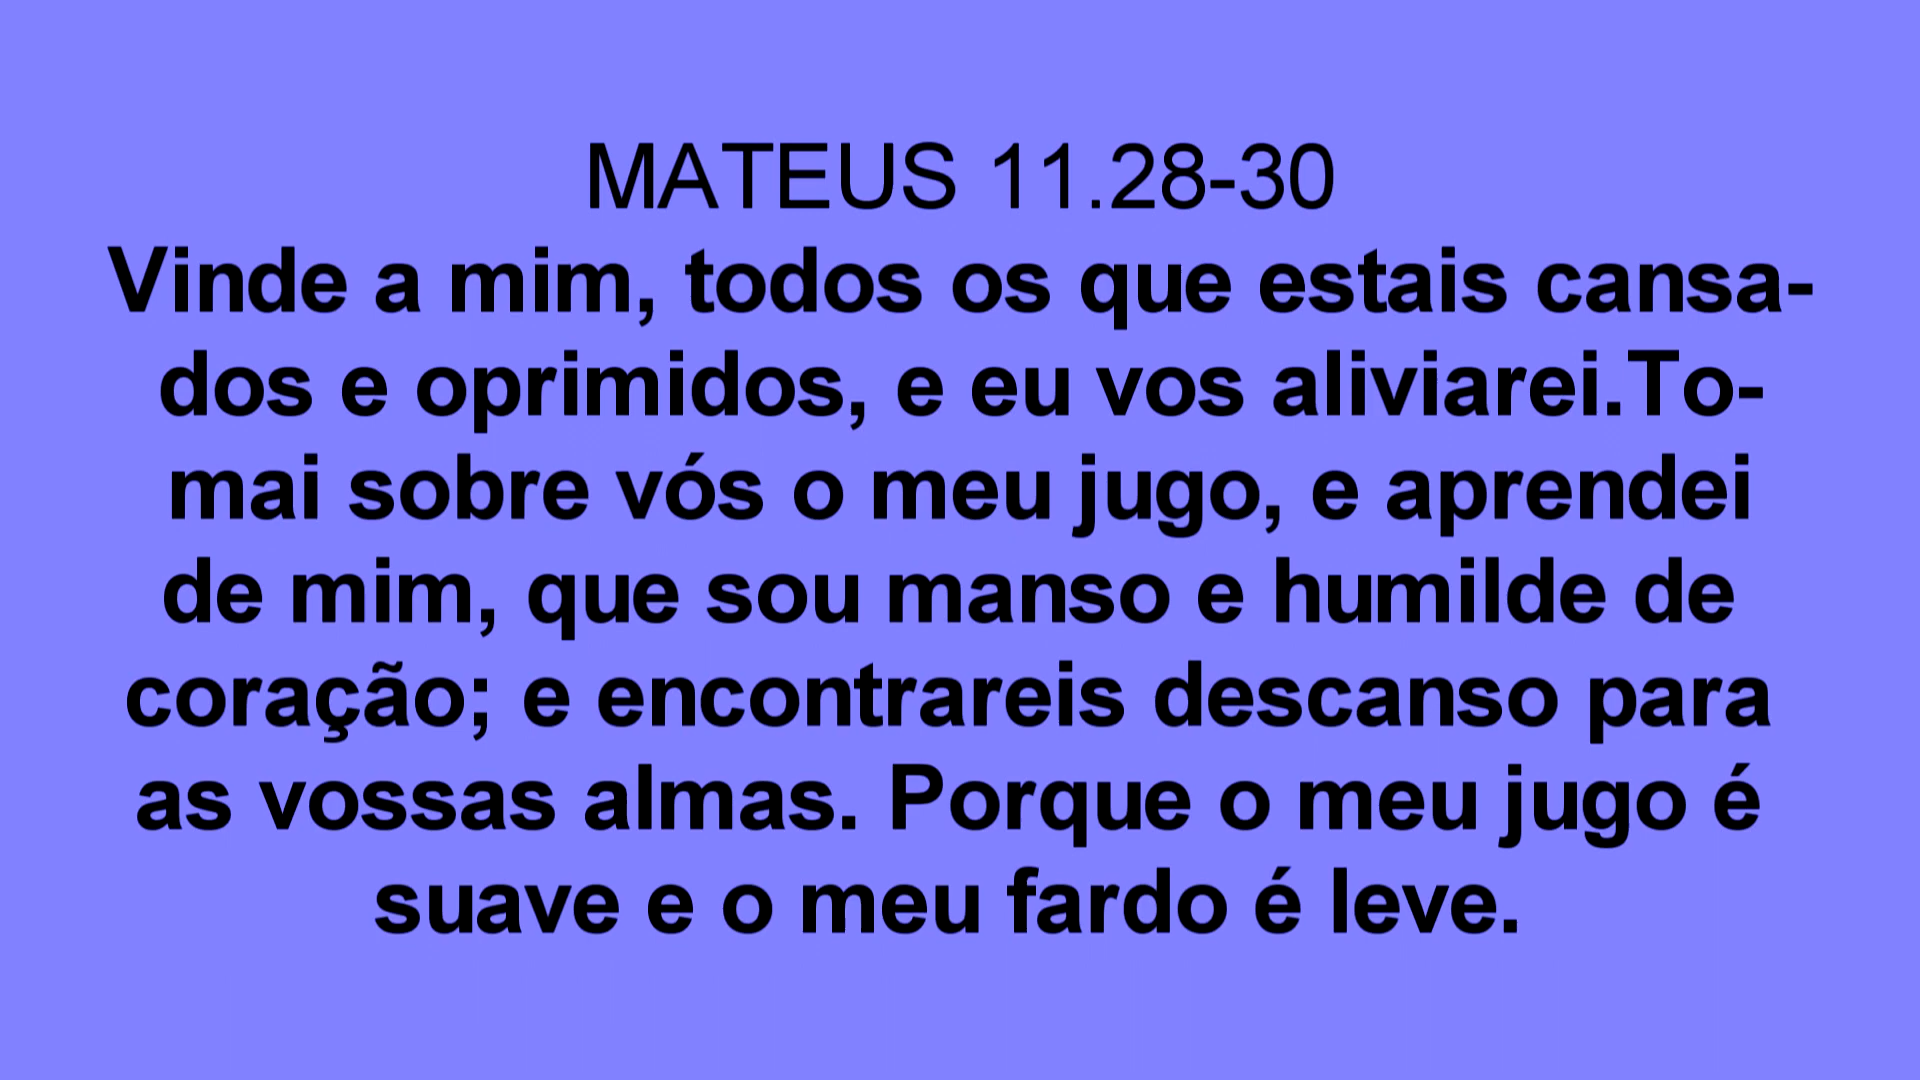 MATEUS 11.28-30
Vinde a mim, todos os que estais cansa-
dos e oprimidos, e eu vos aliviarei.To-
mai sobre vós o meu jugo, e aprendei
de mim, que sou manso e humilde de
coração; e encontrareis descanso para
as vossas almas. Porque o meu jugo é
suave e o meu fardo é leve.